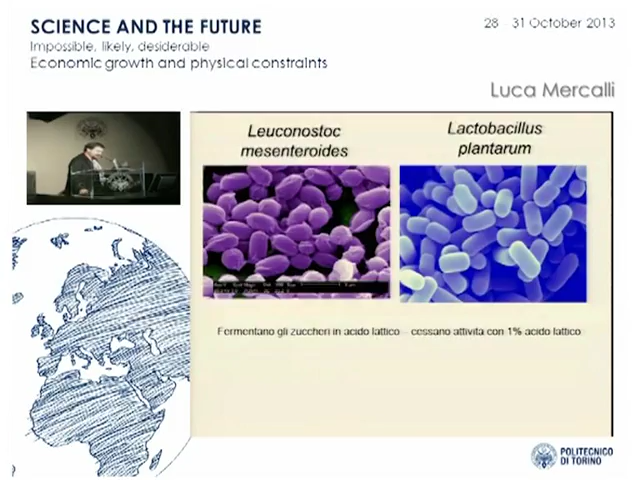 SCIENCE AND THE FUTURE
Impossible, likely, desiderable
Economic growth and physical constraints
28 - 31 October 2013
Luca Mercalli
Leuconostoc
mesenteroides
Lactobacillus
plantarum
Fermentano gli zuccheri in acido lattico - cessano attivita con 1% acido lattico
POLITECNICO
DI TORINO